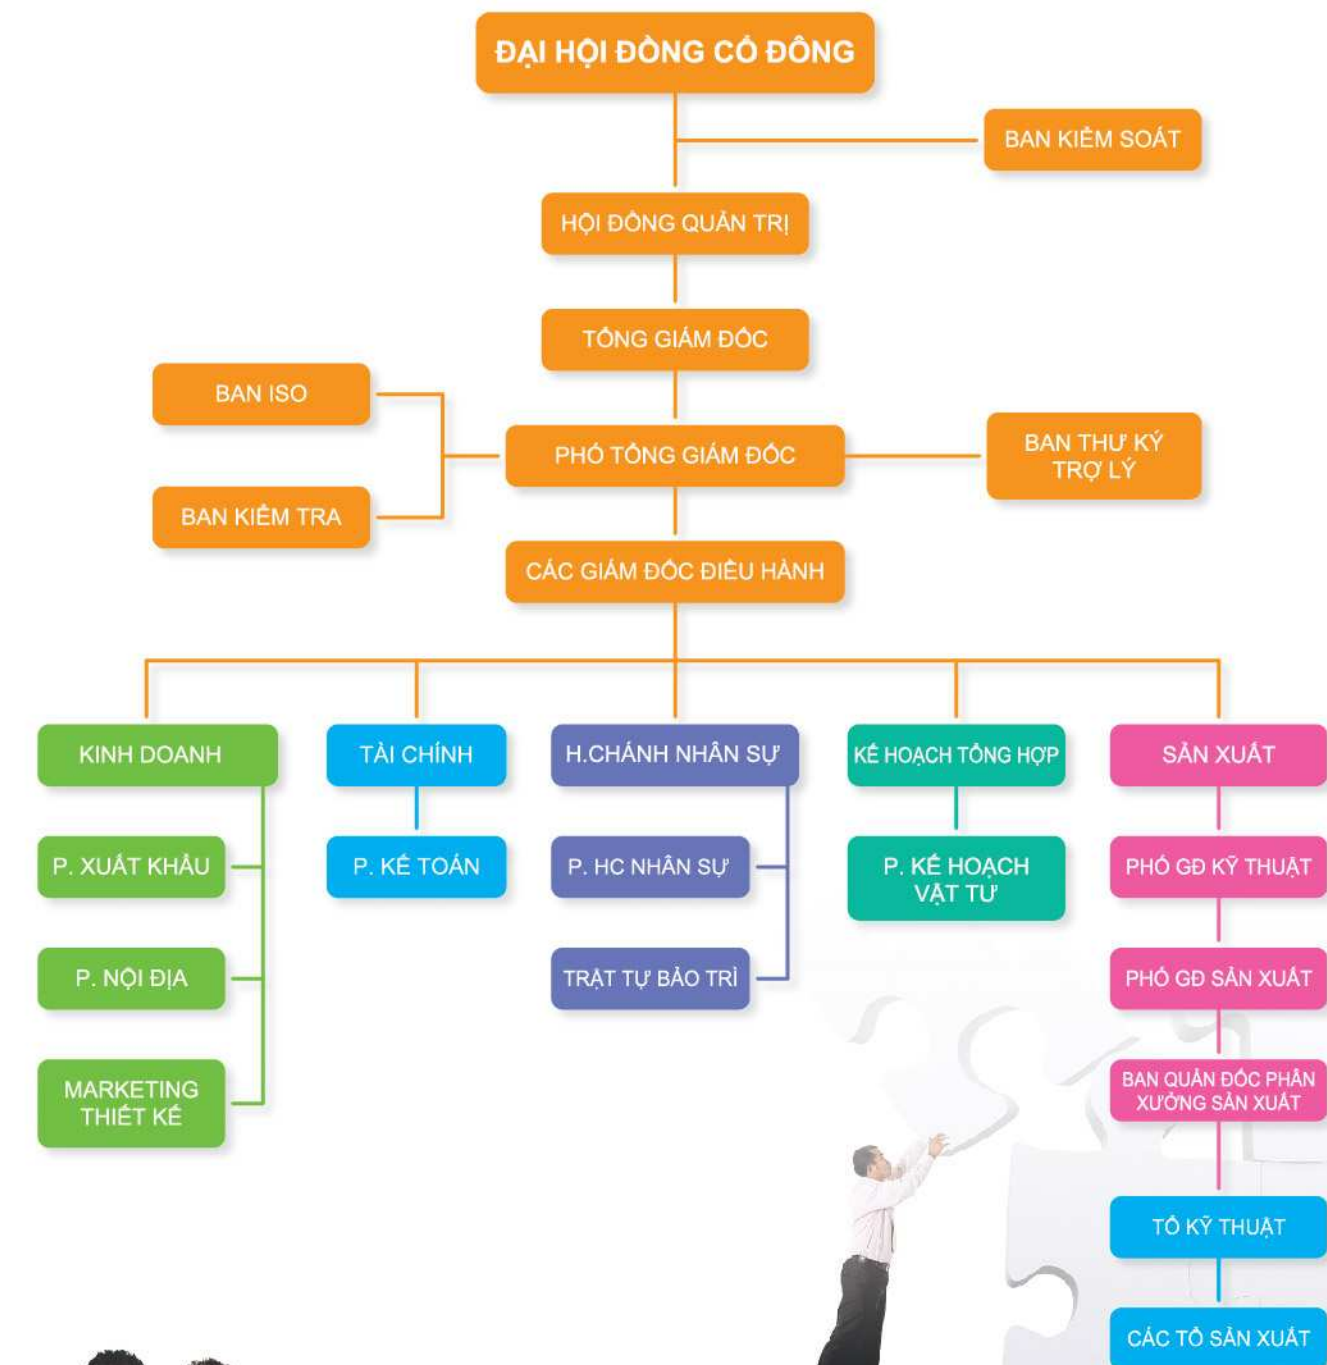 ĐẠI HỘI ĐỒNG CỔ ĐÔNG
BAN KIỂM SOÁT
HỘI ĐỒNG QUẢN TRỊ
TỔNG GIÁM ĐỐC
BAN ISO
PHÓ TỔNG GIÁM ĐỐC
BAN THƯ KÝ
TRỢ LÝ
BAN KIỂM TRA
CÁC GIÁM ĐỐC ĐIỀU HÀNH
KINH DOANH
TÀI CHÍNH
H.CHÁNH NHÂN SỰ
KẾ HOẠCH TỔNG HỢP
SẢN XUẤT
P. XUẤT KHẨU
P. KẾ TOÁN
P. HC NHÂN SỰ
P. KẾ HOẠCH
VẬT TƯ
PHÓ GĐ KỸ THUẬT
P. NỘI ĐỊA
TRẬT TỰ BẢO TRÌ
PHÓ GĐ SẢN XUẤT
MARKETING
THIẾT KẾ
BAN QUẢN ĐỐC PHÂN
XƯỞNG SẢN XUẤT
TỔ KỸ THUẬT
CÁC TỔ SẢN XUẤT